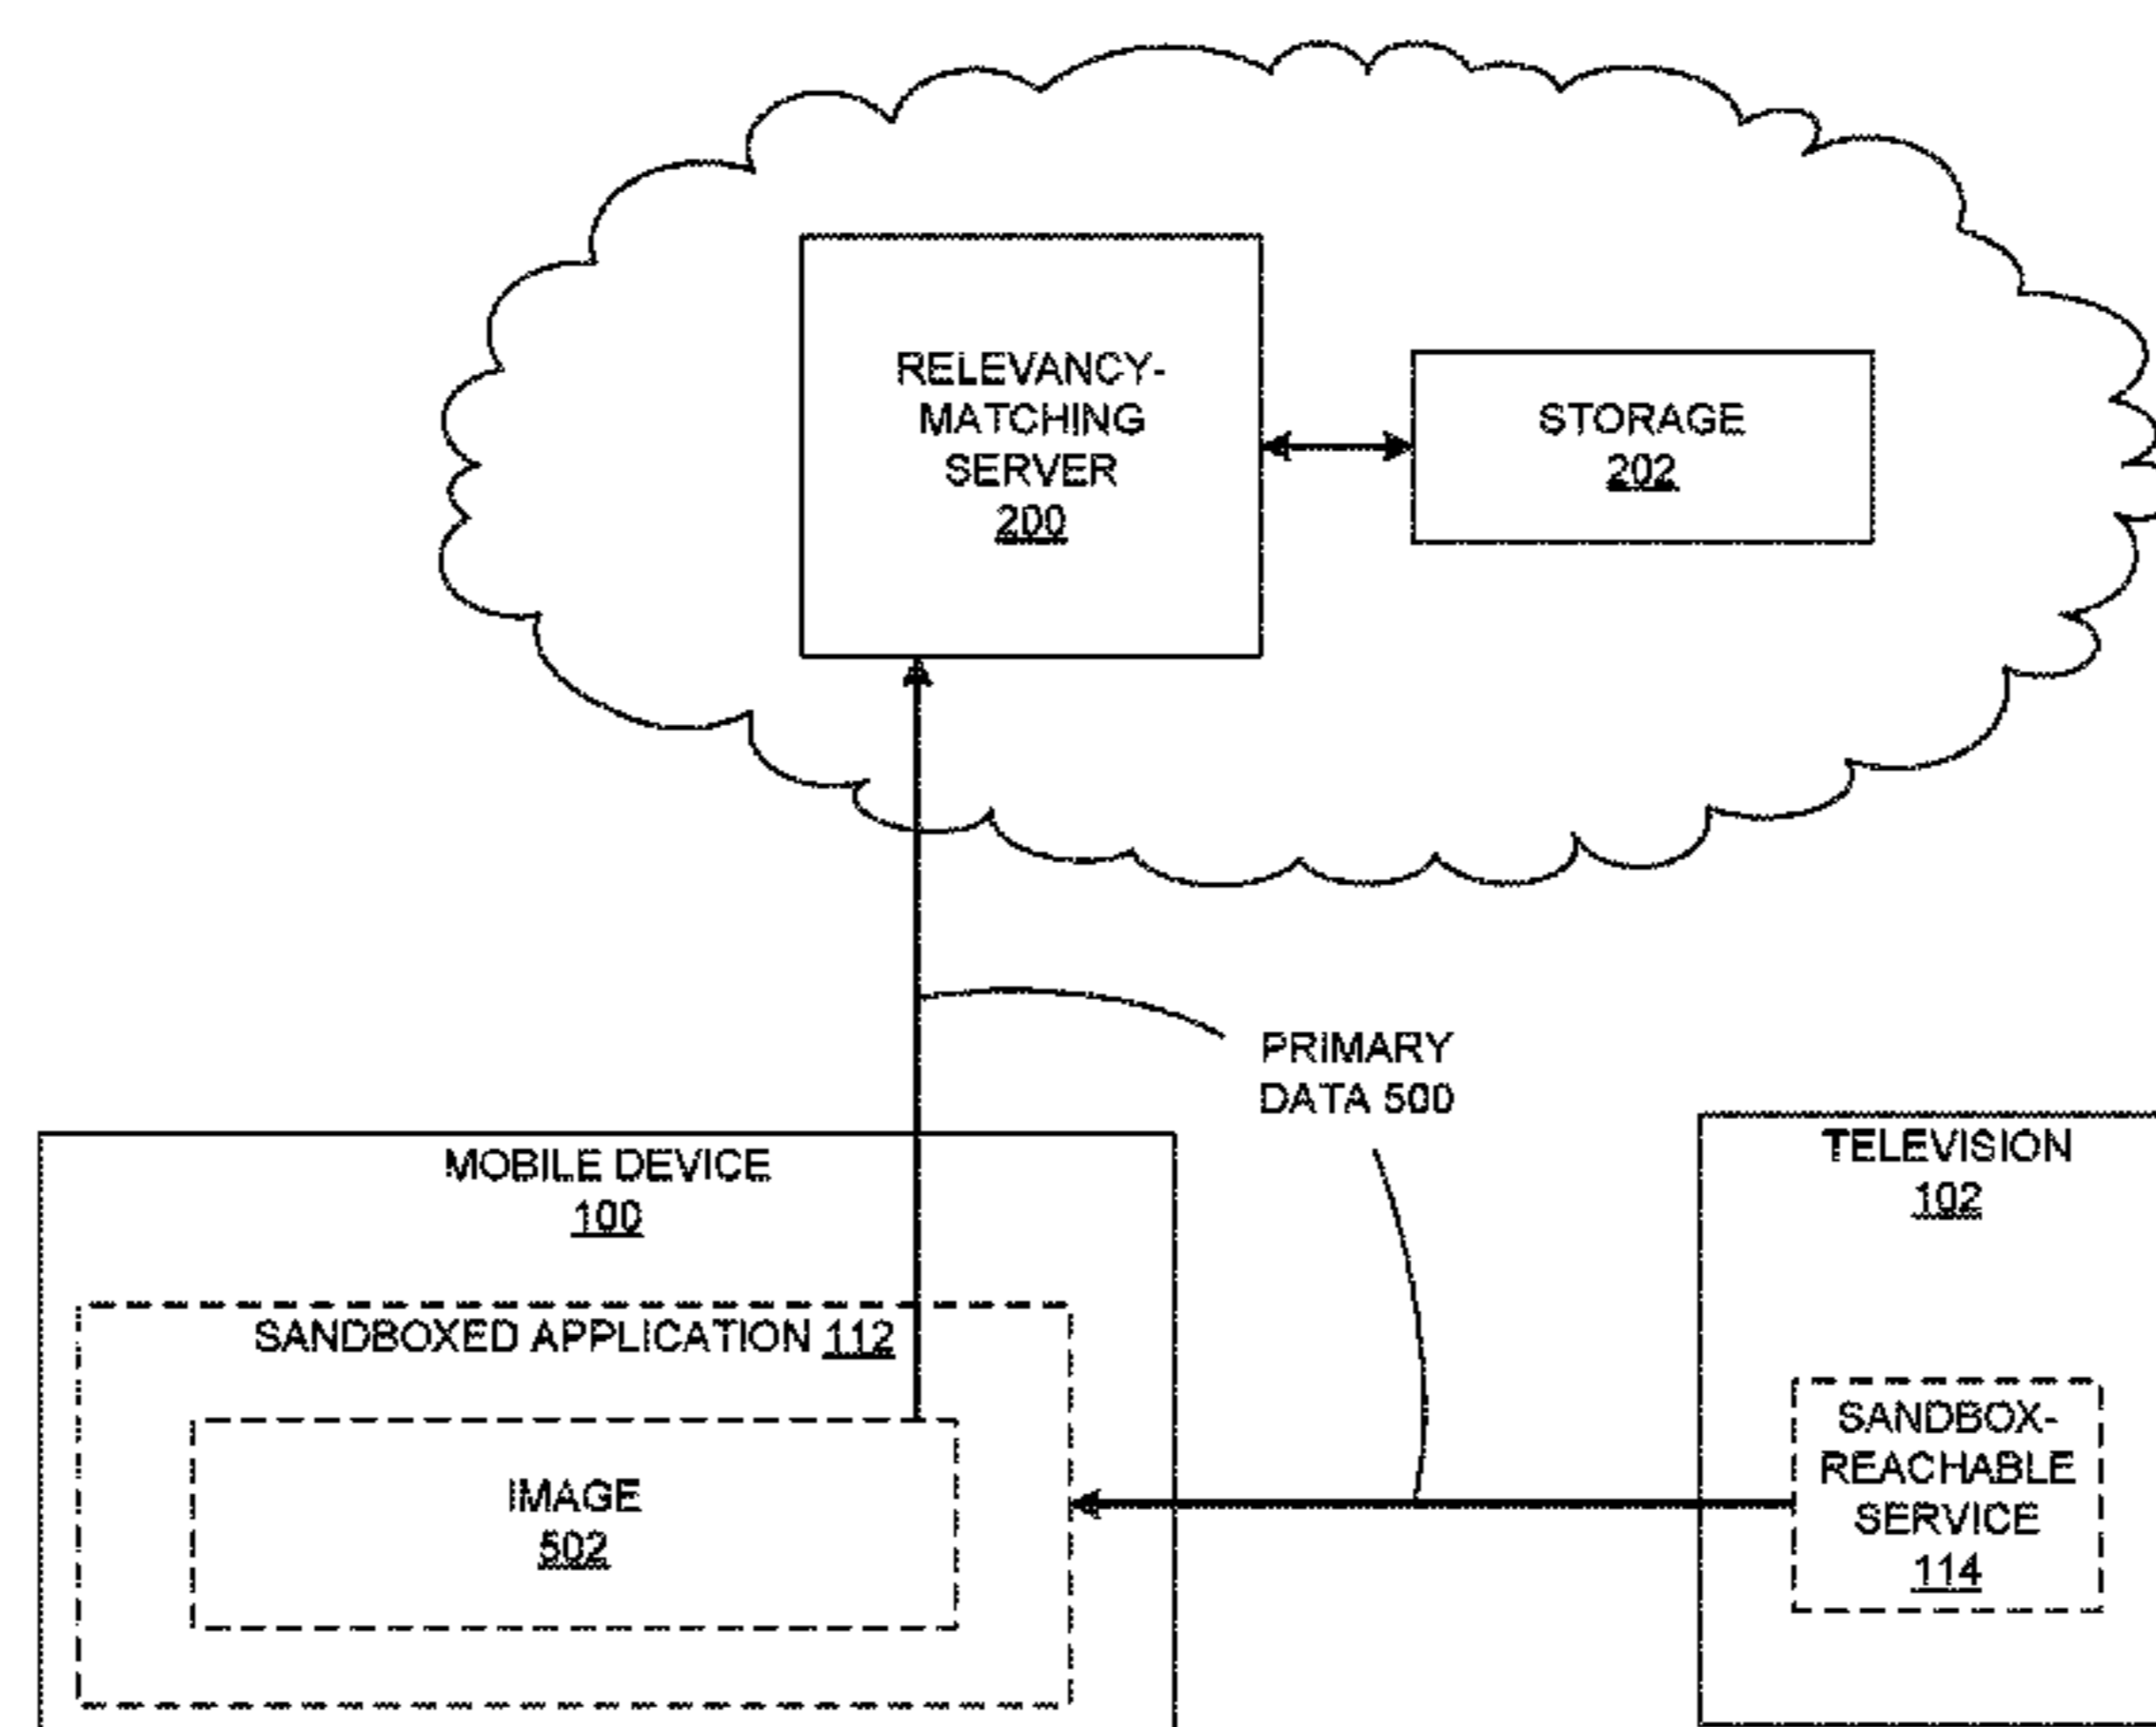 RELEVANCY-
MATCHING
SERVER
200
STORAGE
202
PRIMARY
DATA 500
MOBILE DEVICE
100
SANDBOXED APPLICATION 112
IMAGE
502
TELEVISION
102
SANDBOX-
REACHABLE
SERVICE
114